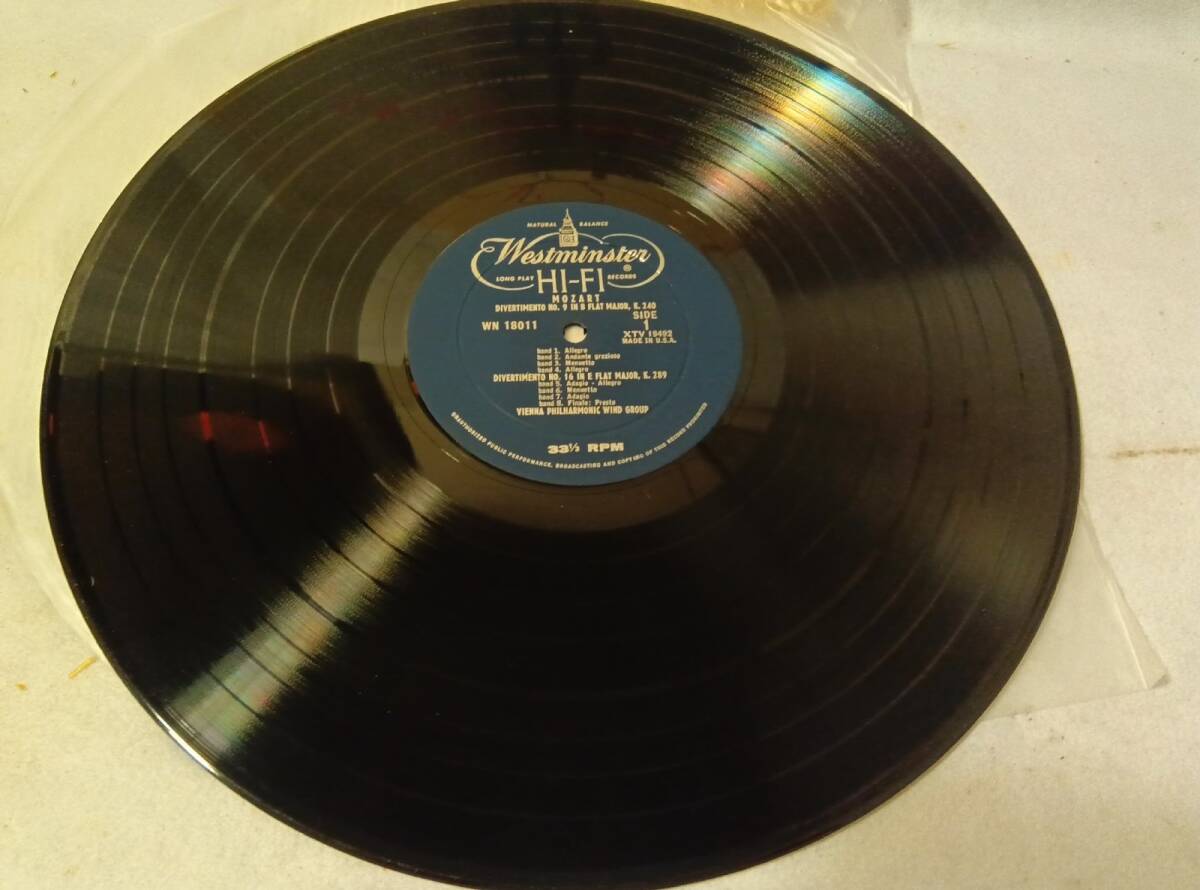 NATURAL BALANCE
Westminster ®
LONG PLAY HI-FI RECORDS
MOZART
DIVERTIMENTO NO. 9 IN B FLAT MAJOR, K. 240
SIDE
WN 18011 1
XTV 19492
MADE IN U.S.A.
band 1. Allegro
band 2. Andante grazioso
band 3. Menuetto
band 4. Allegro
DIVERTIMENTO NO. 16 IN E FLAT MAJOR, K. 289
band 5. Adagio - Allegro
band 6. Menuetto
band 7. Adagio
band 8. Finale: Presto
VIENNA PHILHARMONIC WIND GROUP
33⅓ RPM
UNAUTHORIZED PUBLIC PERFORMANCE, BROADCASTING AND COPYING OF THIS RECORD PROHIBITED